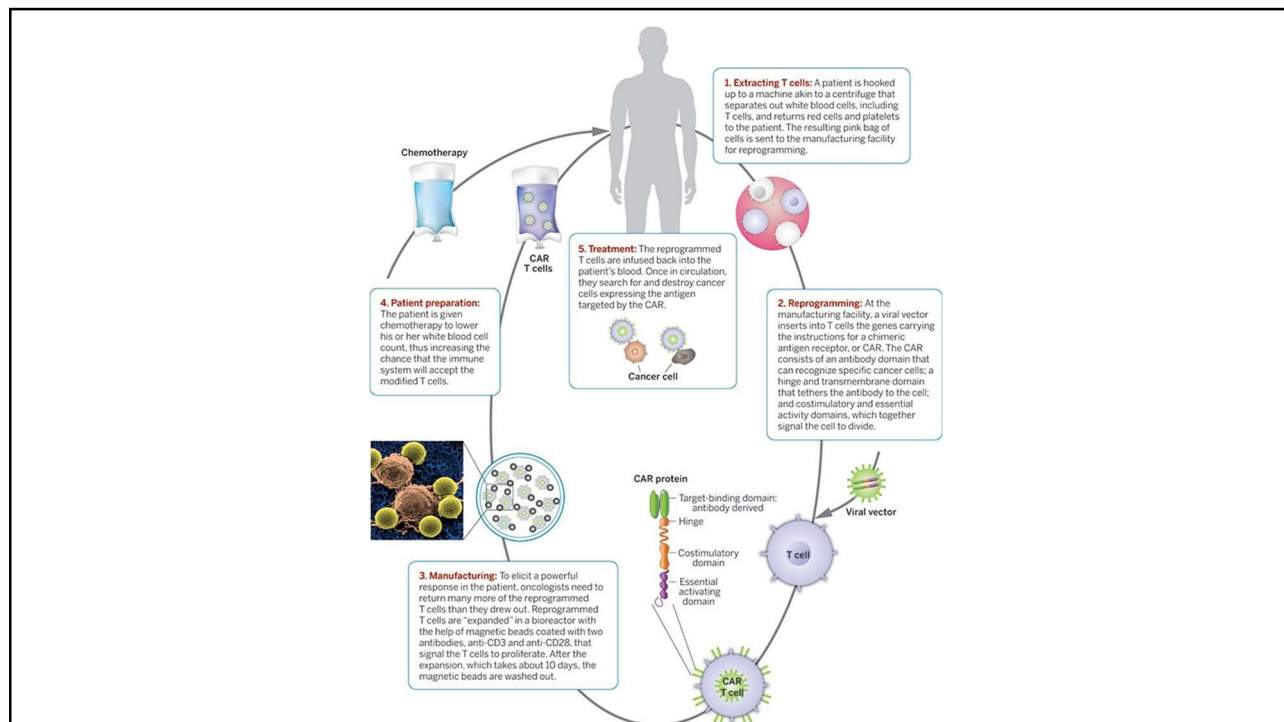 1. Extracting T cells: A patient is hooked
up to a machine akin to a centrifuge that
separates out white blood cells, including
T cells, and returns red cells and platelets
to the patient. The resulting pink bag of
cells is sent to the manufacturing facility
for reprogramming.
Chemotherapy
CAR
T cells
5. Treatment: The reprogrammed
T cells are infused back into the
patient's blood. Once in circulation,
they search for and destroy cancer
cells expressing the antigen
targeted by the CAR.
Cancer cell
4. Patient preparation:
The patient is given
chemotherapy to lower
his or her white blood cell
count, thus increasing the
chance that the immune
system will accept the
modified T cells.
2. Reprogramming: At the
manufacturing facility, a viral vector
inserts into T cells the genes carrying
the instructions for a chimeric
antigen receptor, or CAR. The CAR
consists of an antibody domain that
can recognize specific cancer cells; a
hinge and transmembrane domain
that tethers the antibody to the cell;
and costimulatory and essential
activity domains, which together
signal the cell to divide.
Viral vector
T cell
CAR protein
Target-binding domain:
antibody derived
Hinge
Costimulatory
domain
Essential
activating
domain
CAR
T cell
3. Manufacturing: To elicit a powerful
response in the patient, oncologists need to
return many more of the reprogrammed
T cells than they drew out. Reprogrammed
T cells are "expanded" in a bioreactor with
the help of magnetic beads coated with two
antibodies, anti-CD3 and anti-CD28, that
signal the T cells to proliferate. After the
expansion, which takes about 10 days, the
magnetic beads are washed out.